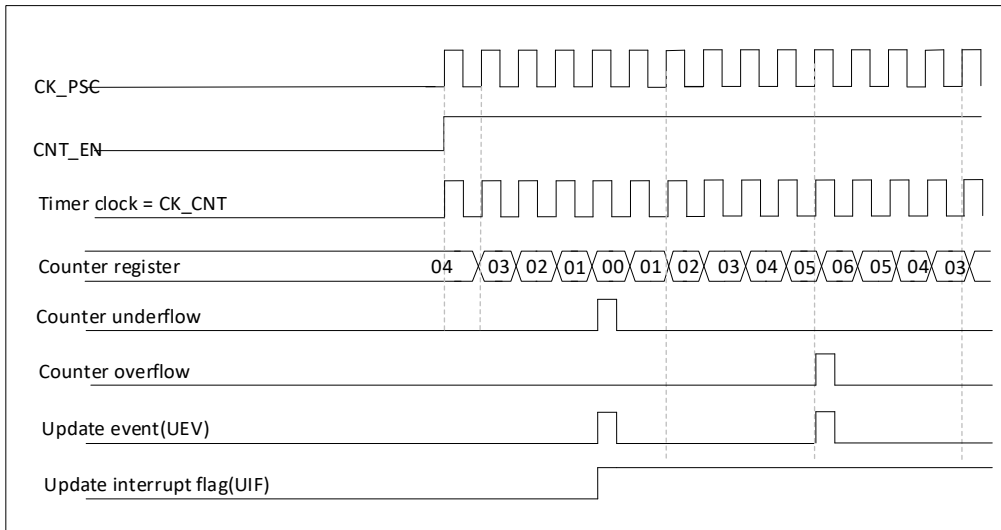 CK_PSC
CNT_EN
Timer clock = CK_CNT
Counter register 04 03 02 01 00 01 02 03 04 05 06 05 04 03
Counter underflow
Counter overflow
Update event(UEV)
Update interrupt flag(UIF)